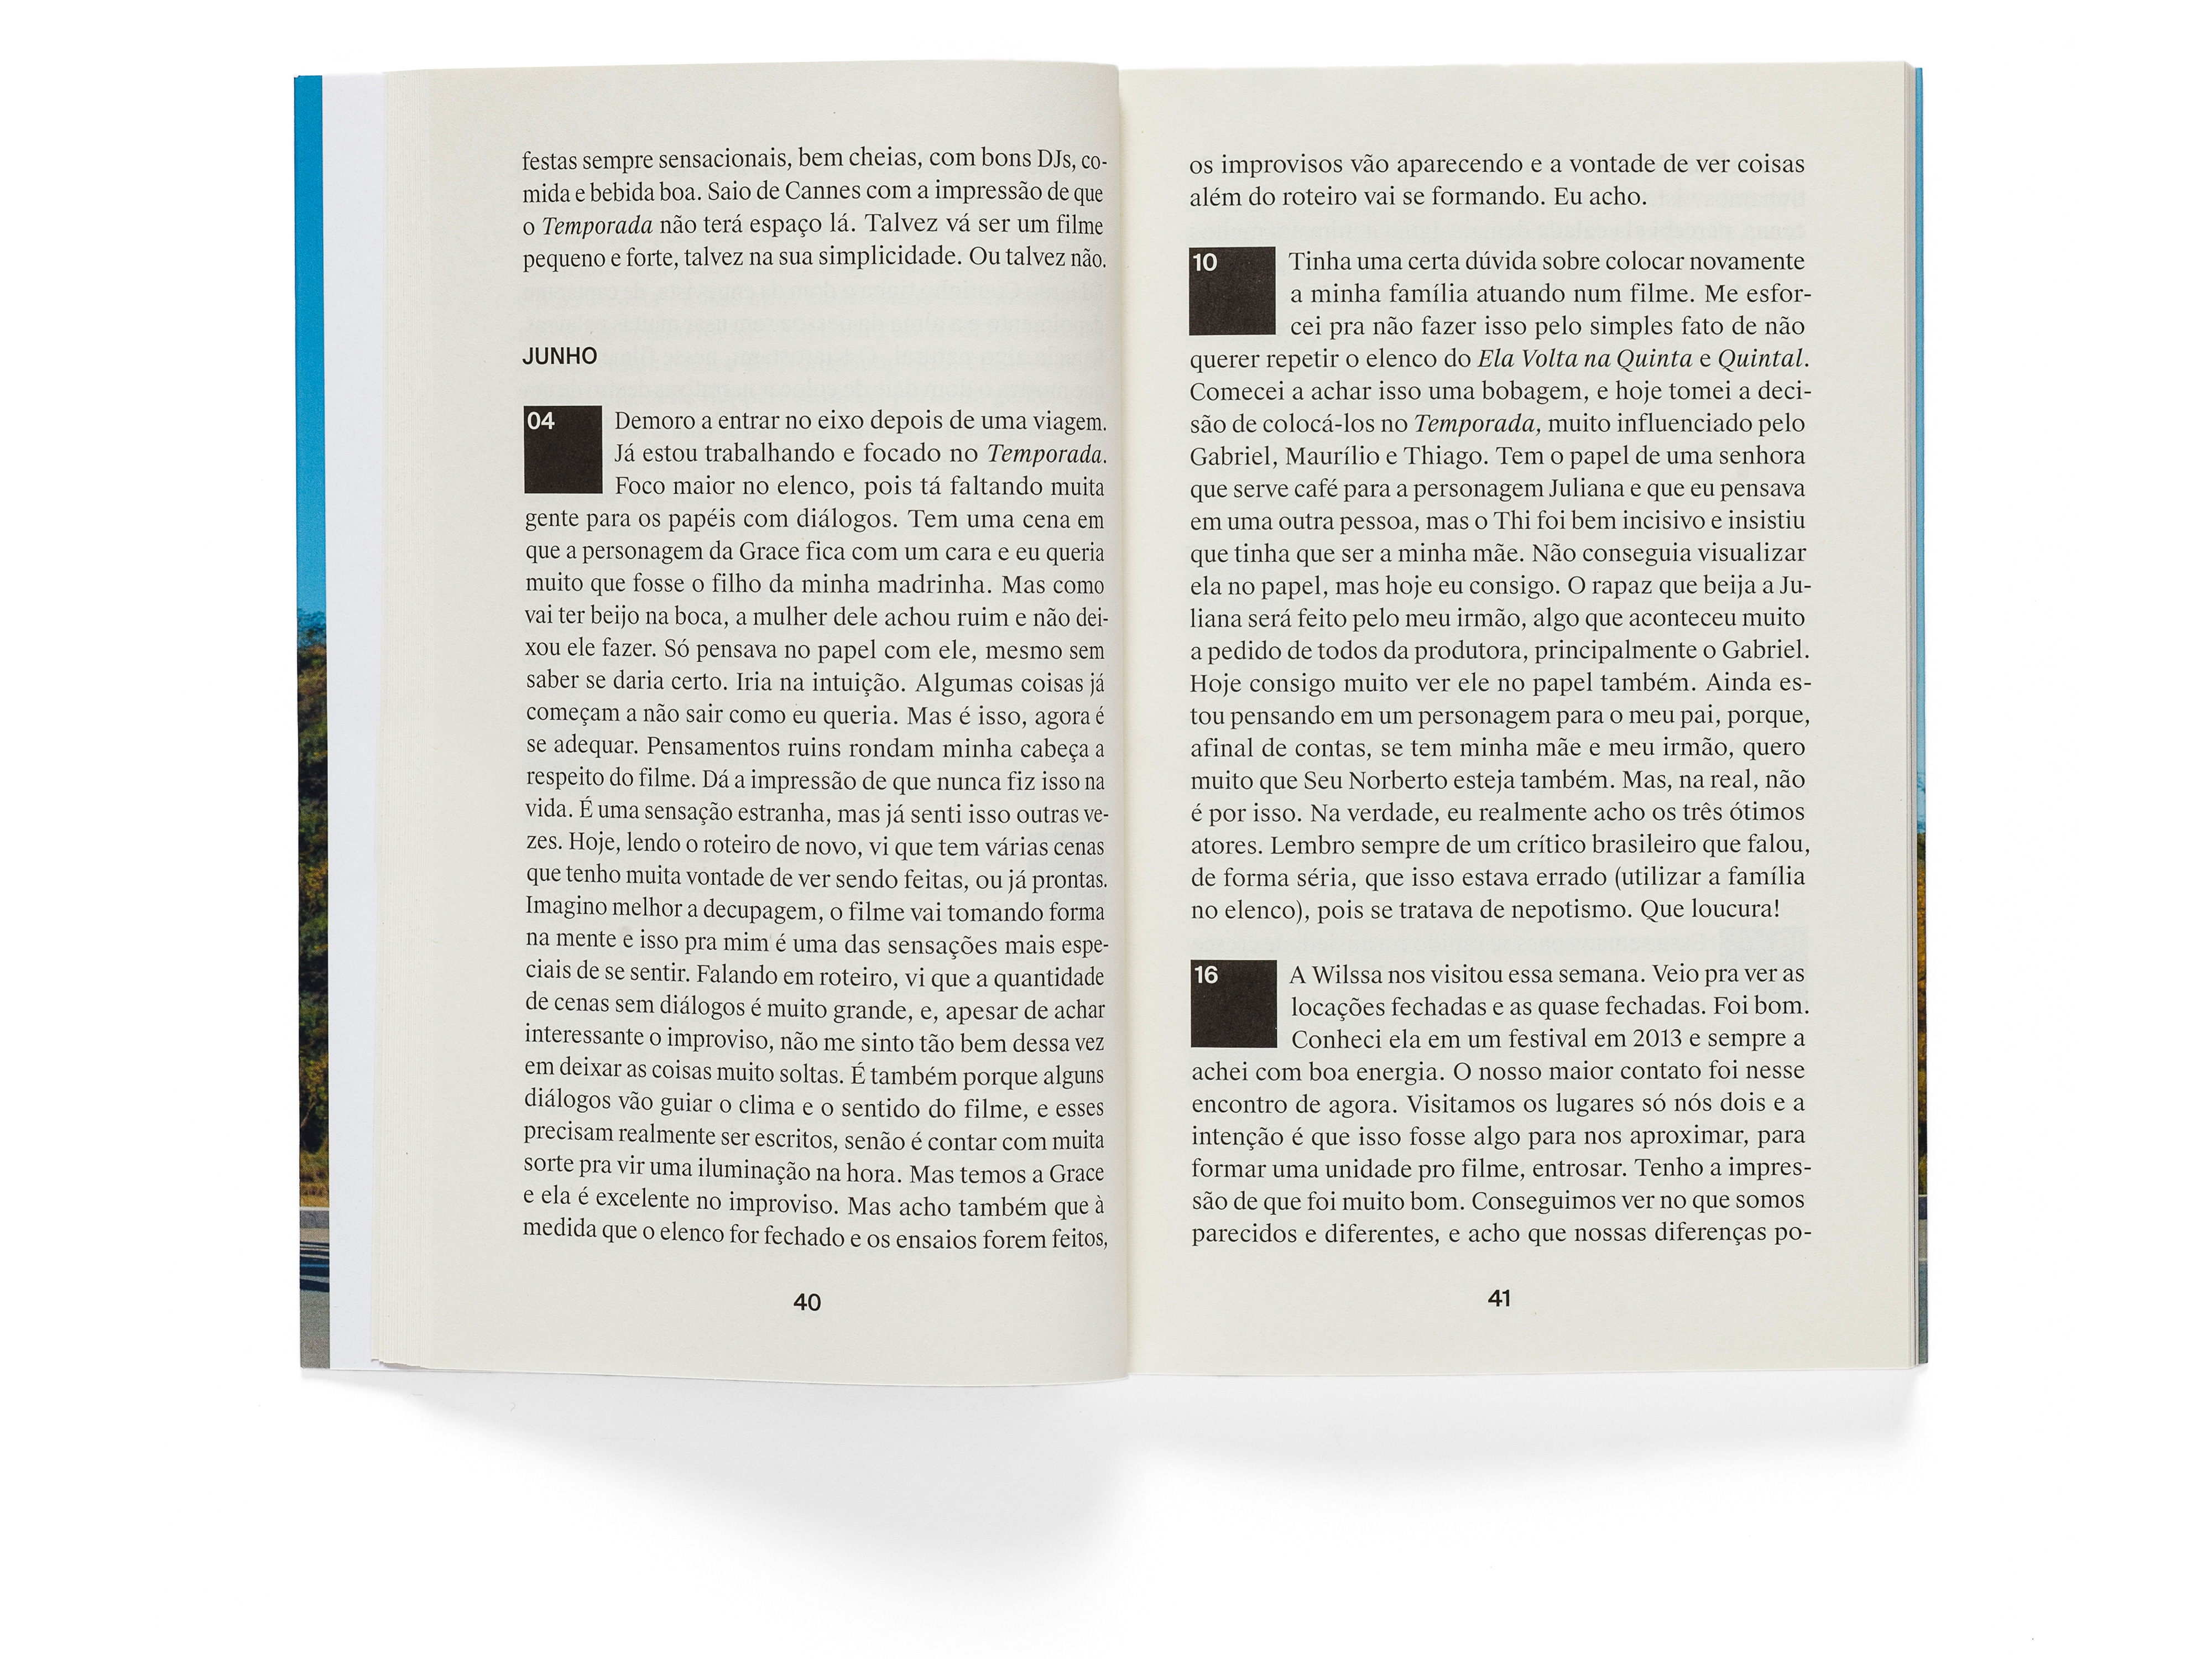 festas sempre sensacionais, bem cheias, com bons DJs, co-
mida e bebida boa. Saio de Cannes com a impressão de que
o Temporada não terá espaço lá. Talvez vá ser um filme
pequeno e forte, talvez na sua simplicidade. Ou talvez não.
JUNHO
04
Demoro a entrar no eixo depois de uma viagem.
Já estou trabalhando e focado no Temporada.
Foco maior no elenco, pois tá faltando muita
gente para os papéis com diálogos. Tem uma cena em
que a personagem da Grace fica com um cara e eu queria
muito que fosse o filho da minha madrinha. Mas como
vai ter beijo na boca, a mulher dele achou ruim e não dei-
xou ele fazer. Só pensava no papel com ele, mesmo sem
saber se daria certo. Iria na intuição. Algumas coisas já
começam a não sair como eu queria. Mas é isso, agora é
se adequar. Pensamentos ruins rondam minha cabeça a
respeito do filme. Dá a impressão de que nunca fiz isso na
vida. É uma sensação estranha, mas já senti isso outras ve-
zes. Hoje, lendo o roteiro de novo, vi que tem várias cenas
que tenho muita vontade de ver sendo feitas, ou já prontas.
Imagino melhor a decupagem, o filme vai tomando forma
na mente e isso pra mim é uma das sensações mais espe-
ciais de se sentir. Falando em roteiro, vi que a quantidade
de cenas sem diálogos é muito grande, e, apesar de achar
interessante o improviso, não me sinto tão bem dessa vez
em deixar as coisas muito soltas. É também porque alguns
diálogos vão guiar o clima e o sentido do filme, e esses
precisam realmente ser escritos, senão é contar com muita
sorte pra vir uma iluminação na hora. Mas temos a Grace
e ela é excelente no improviso. Mas acho também que à
medida que o elenco for fechado e os ensaios forem feitos,
40
os improvisos vão aparecendo e a vontade de ver coisas
além do roteiro vai se formando. Eu acho.
10
Tinha uma certa dúvida sobre colocar novamente
a minha família atuando num filme. Me esfor-
cei pra não fazer isso pelo simples fato de não
querer repetir o elenco do Ela Volta na Quinta e Quintal.
Comecei a achar isso uma bobagem, e hoje tomei a deci-
são de colocá-los no Temporada, muito influenciado pelo
Gabriel, Maurílio e Thiago. Tem o papel de uma senhora
que serve café para a personagem Juliana e que eu pensava
em uma outra pessoa, mas o Thi foi bem incisivo e insistiu
que tinha que ser a minha mãe. Não conseguia visualizar
ela no papel, mas hoje eu consigo. O rapaz que beija a Ju-
liana será feito pelo meu irmão, algo que aconteceu muito
a pedido de todos da produtora, principalmente o Gabriel.
Hoje consigo muito ver ele no papel também. Ainda es-
tou pensando em um personagem para o meu pai, porque,
afinal de contas, se tem minha mãe e meu irmão, quero
muito que Seu Norberto esteja também. Mas, na real, não
é por isso. Na verdade, eu realmente acho os três ótimos
atores. Lembro sempre de um crítico brasileiro que falou,
de forma séria, que isso estava errado (utilizar a família
no elenco), pois se tratava de nepotismo. Que loucura!
16
A Wilssa nos visitou essa semana. Veio pra ver as
locações fechadas e as quase fechadas. Foi bom.
Conheci ela em um festival em 2013 e sempre a
achei com boa energia. O nosso maior contato foi nesse
encontro de agora. Visitamos os lugares só nós dois e a
intenção é que isso fosse algo para nos aproximar, para
formar uma unidade pro filme, entrosar. Tenho a impres-
são de que foi muito bom. Conseguimos ver no que somos
parecidos e diferentes, e acho que nossas diferenças po-
41